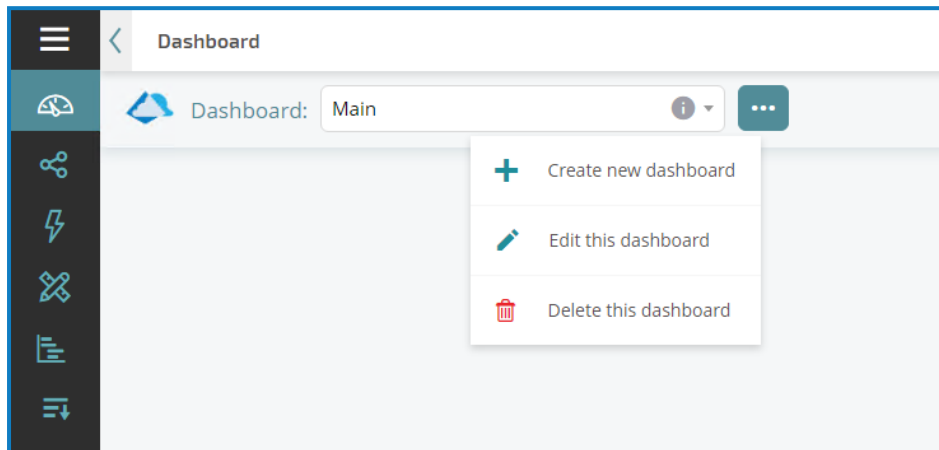 Dashboard
Dashboard: Main
Create new dashboard
Edit this dashboard
Delete this dashboard